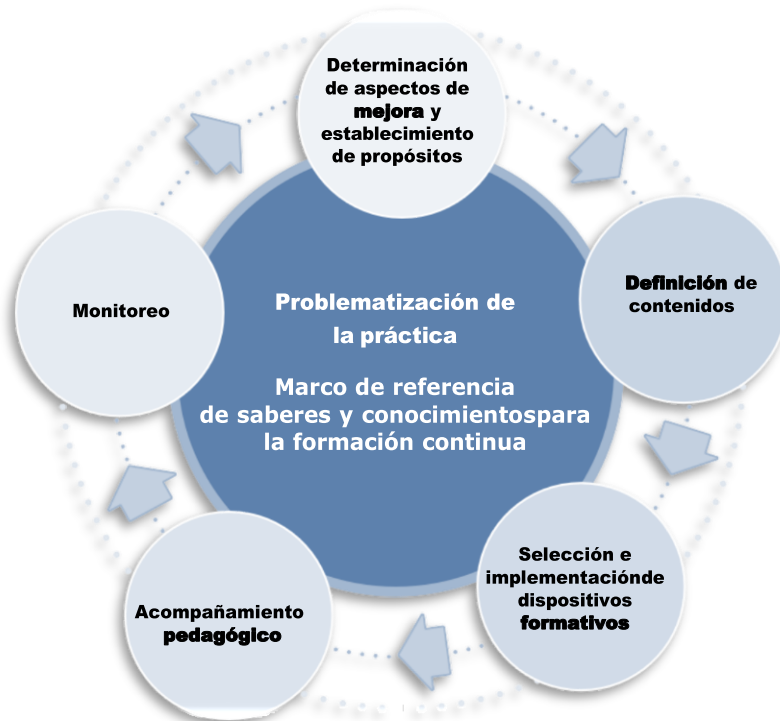 Determinación
de aspectos de
mejora y
establecimiento
de propósitos
Definición de
contenidos
Selección e
implementaciónde
dispositivos
formativos
Acompañamiento
pedagógico
Monitoreo
Problematización de
la práctica
Marco de referencia
de saberes y conocimientospara
la formación continua